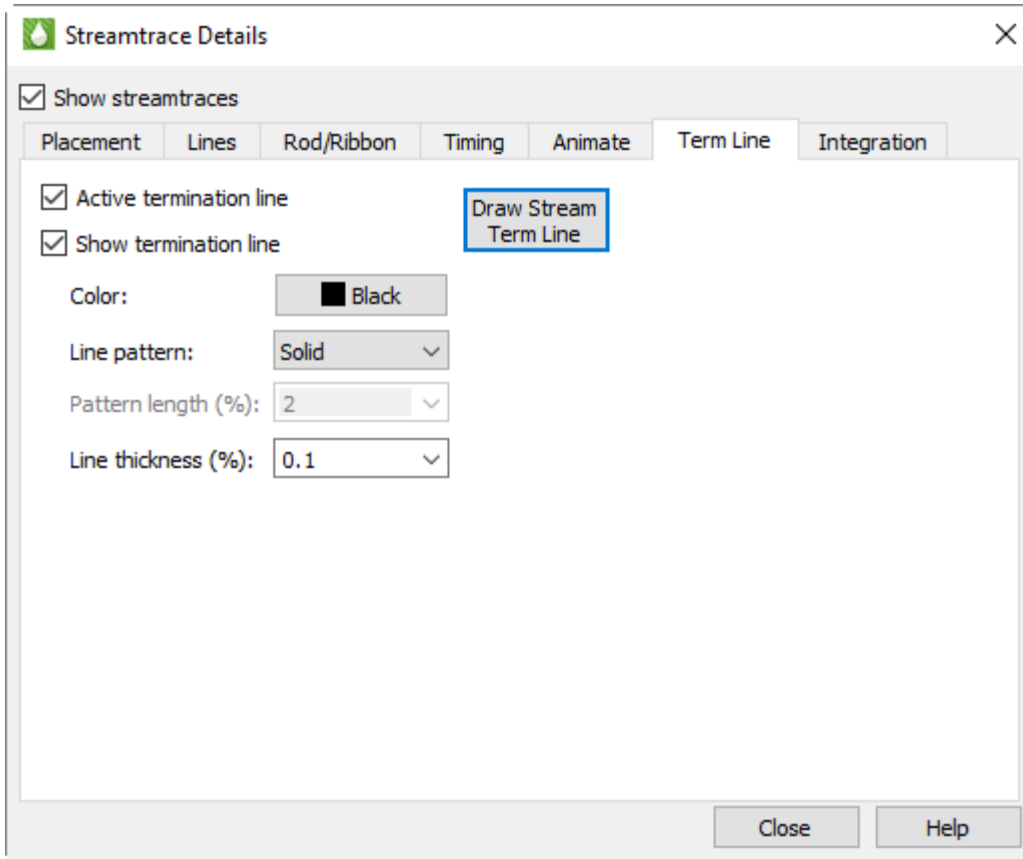 Streamtrace Details
Show streamtraces
Placement Lines Rod/Ribbon Timing Animate Term Line Integration
Active termination line
Draw Stream
Term Line
Show termination line
Color: Black
Line pattern: Solid
Pattern length (%): 2
Line thickness (%): 0.1
Close Help